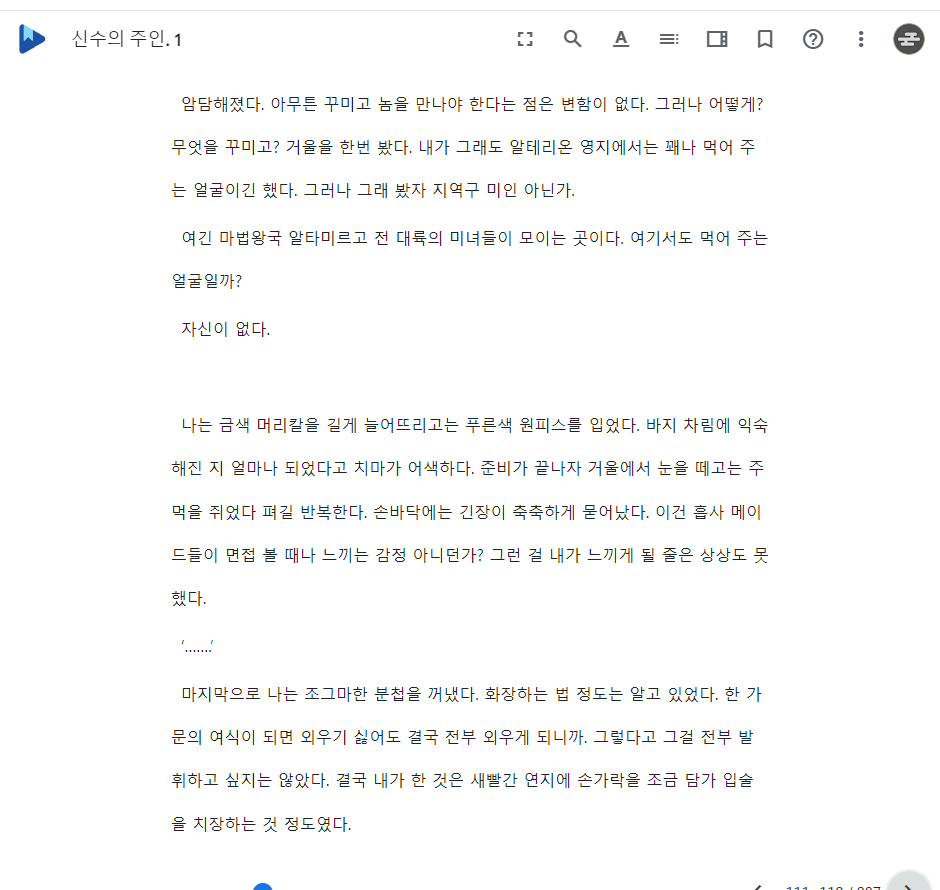 신수의 주인. 1
암담해졌다. 아무튼 꾸미고 놈을 만나야 한다는 점은 변함이 없다. 그러나 어떻게?
무엇을 꾸미고? 거울을 한번 봤다. 내가 그래도 알테리온 영지에서는 꽤나 먹어 주
는 얼굴이긴 했다. 그러나 그래 봤자 지역구 미인 아닌가.
여긴 마법왕국 알타미르고 전 대륙의 미녀들이 모이는 곳이다. 여기서도 먹어 주는
얼굴일까?
자신이 없다.
나는 금색 머리칼을 길게 늘어뜨리고는 푸른색 원피스를 입었다. 바지 차림에 익숙
해진 지 얼마나 되었다고 치마가 어색하다. 준비가 끝나자 거울에서 눈을 떼고는 주
먹을 쥐었다 펴길 반복한다. 손바닥에는 긴장이 축축하게 묻어났다. 이건 흡사 메이
드들이 면접 볼 때나 느끼는 감정 아니던가? 그런 걸 내가 느끼게 될 줄은 상상도 못
했다.
‘.......’
마지막으로 나는 조그마한 분첩을 꺼냈다. 화장하는 법 정도는 알고 있었다. 한 가
문의 여식이 되면 외우기 싫어도 결국 전부 외우게 되니까. 그렇다고 그걸 전부 발
휘하고 싶지는 않았다. 결국 내가 한 것은 새빨간 연지에 손가락을 조금 담가 입술
을 치장하는 것 정도였다.